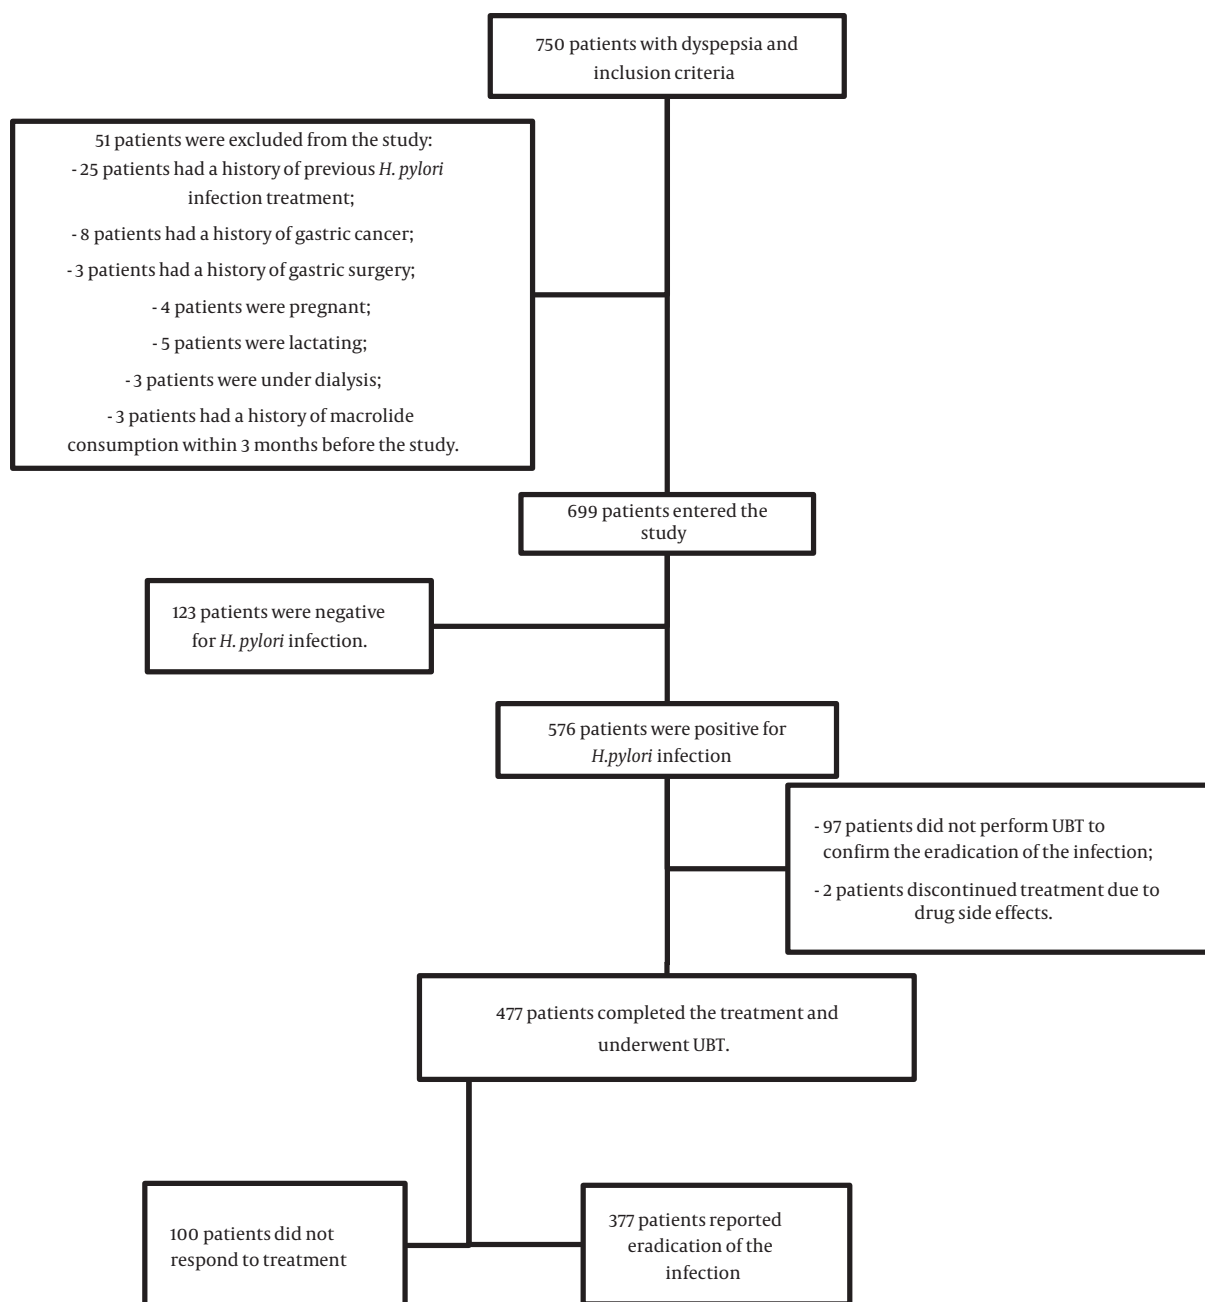 750 patients with dyspepsia and
inclusion criteria
51 patients were excluded from the study:
- 25 patients had a history of previous H. pylori
infection treatment;
- 8 patients had a history of gastric cancer;
- 3 patients had a history of gastric surgery;
- 4 patients were pregnant;
- 5 patients were lactating;
- 3 patients were under dialysis;
- 3 patients had a history of macrolide
consumption within 3 months before the study.
699 patients entered the
study
123 patients were negative
for H. pylori infection.
576 patients were positive for
H.pylori infection
- 97 patients did not perform UBT to
confirm the eradication of the infection;
- 2 patients discontinued treatment due to
drug side effects.
477 patients completed the treatment and
underwent UBT.
100 patients did not
respond to treatment
377 patients reported
eradication of the
infection